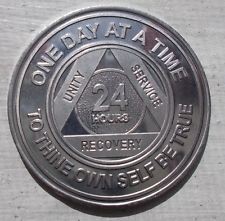 ONE DAY AT A TIME
UNITY
SERVICE
24
HOURS
RECOVERY
TO THINE OWN SELF BE TRUE